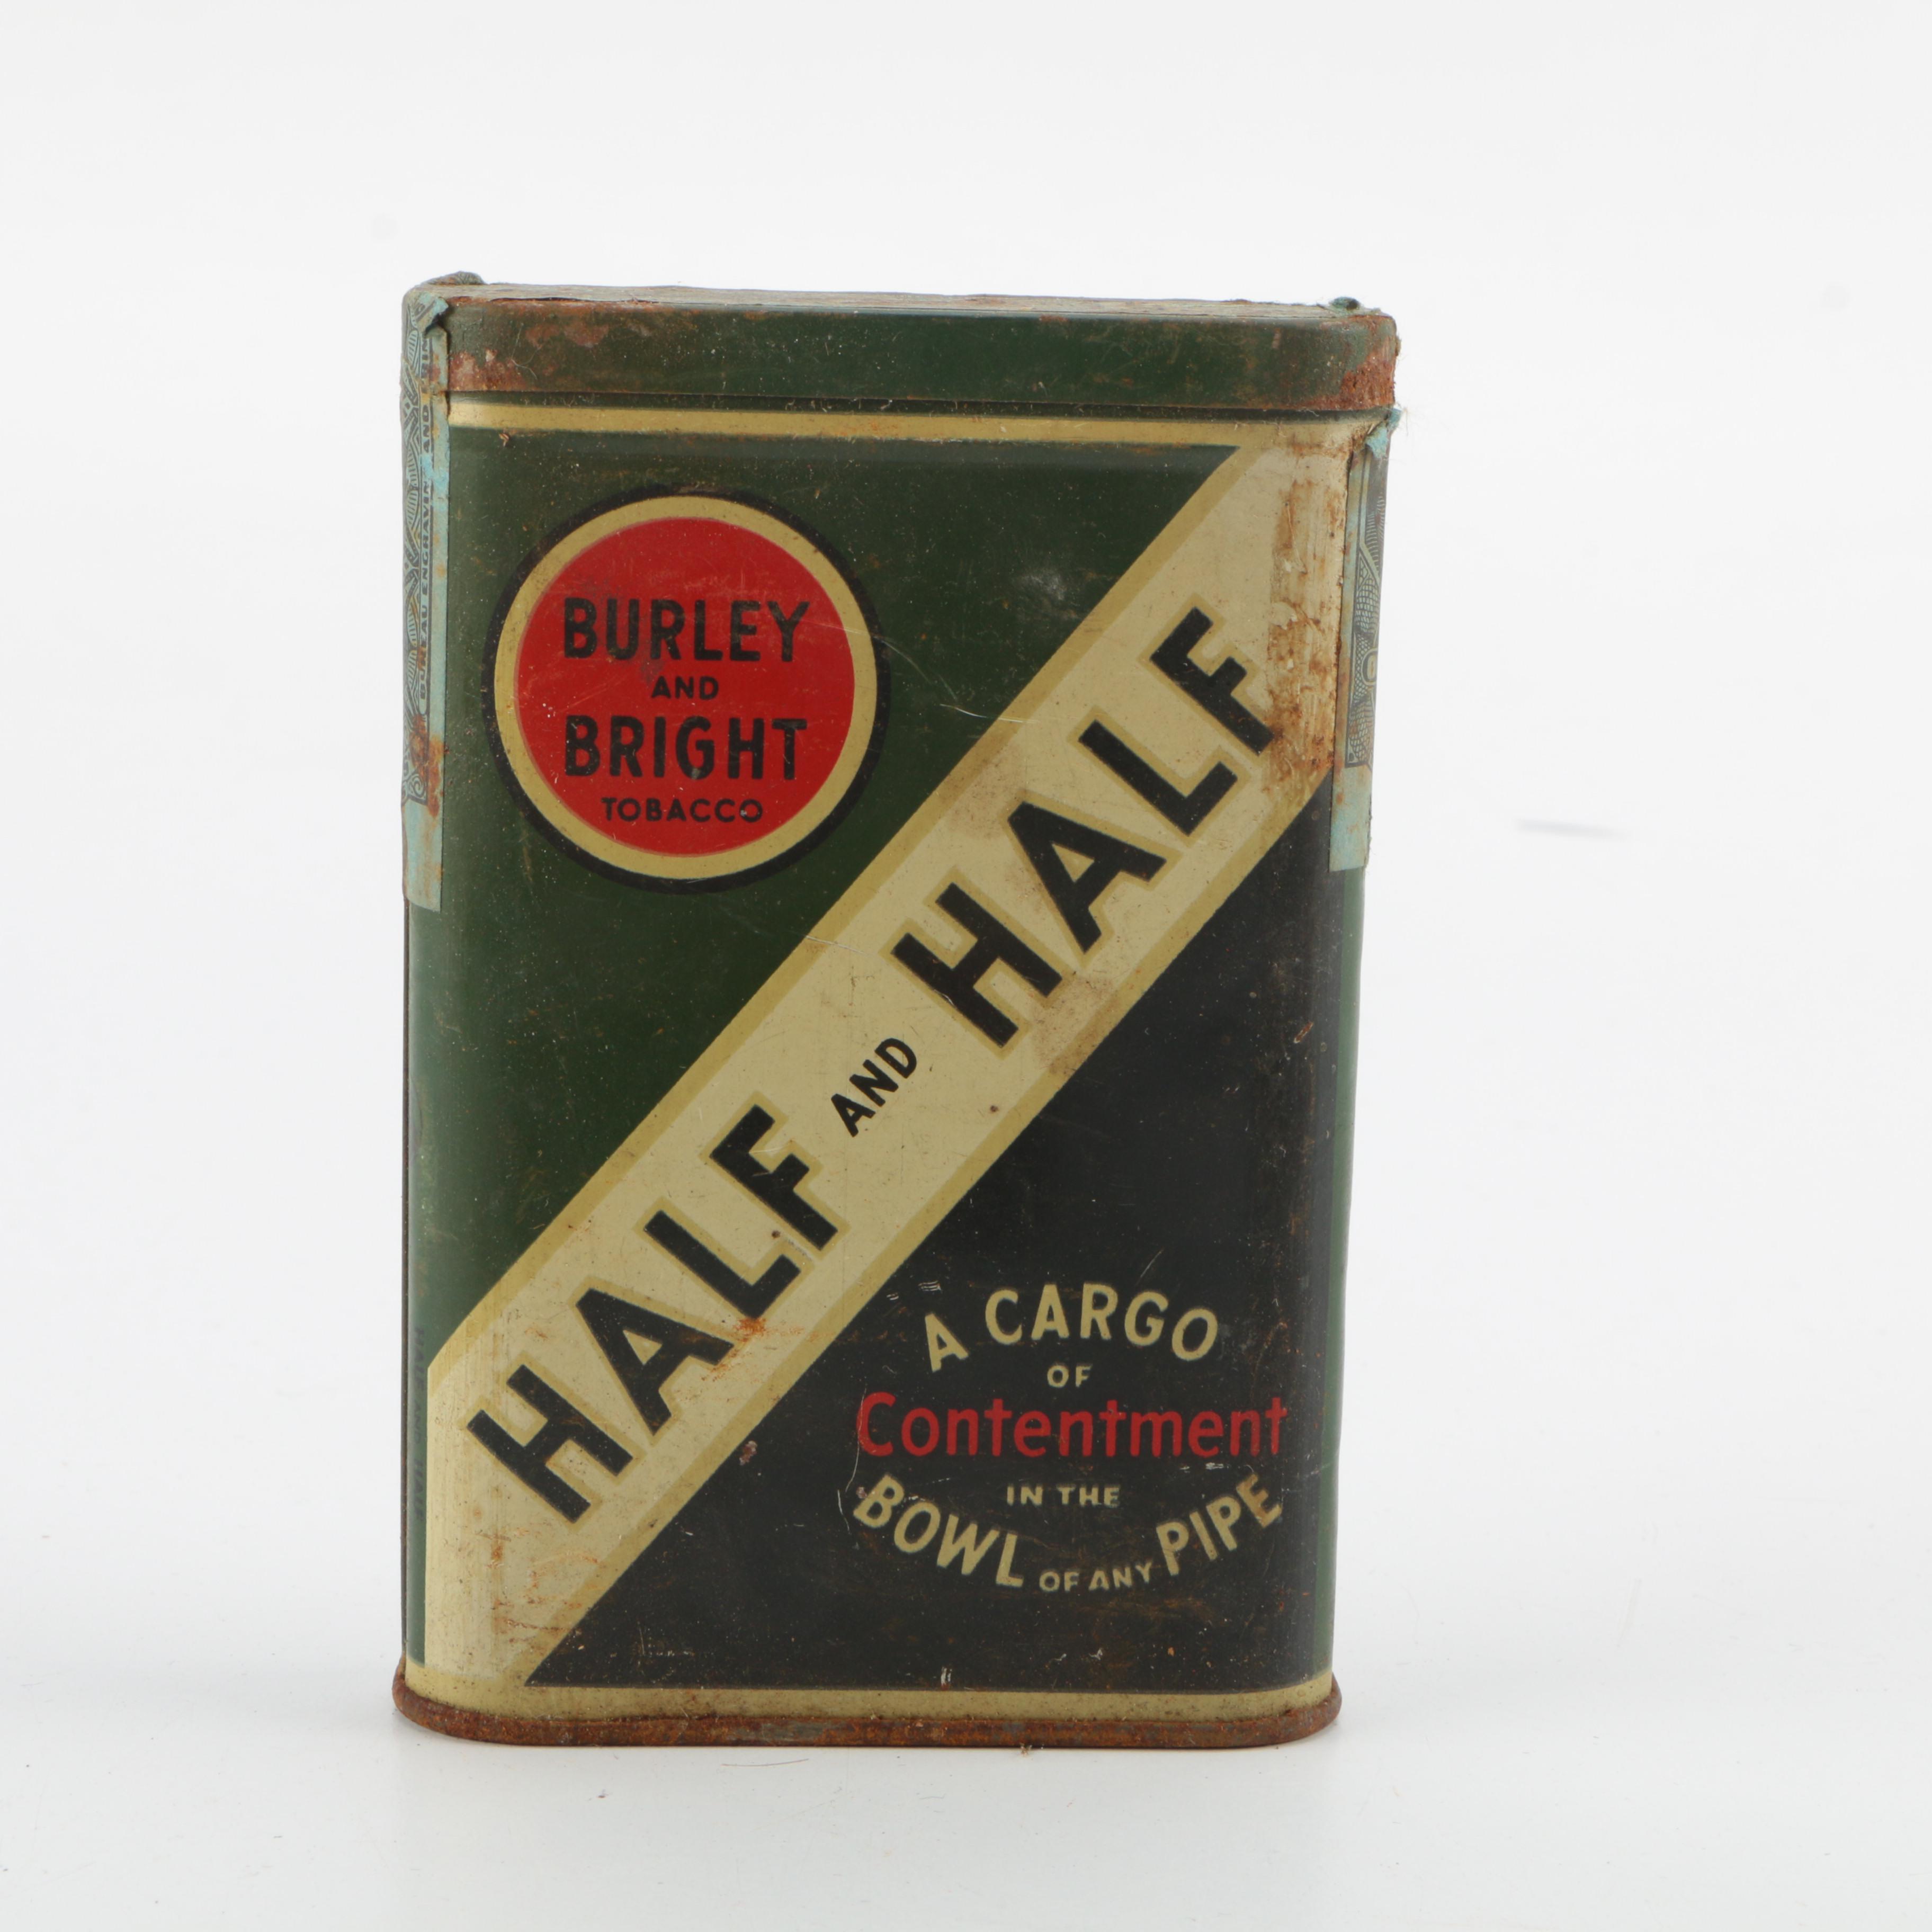 BURLEY
AND
BRIGHT
TOBACCO
HALF AND HALF
A CARGO
OF
Contentment
IN THE
BOWL OF ANY PIPE